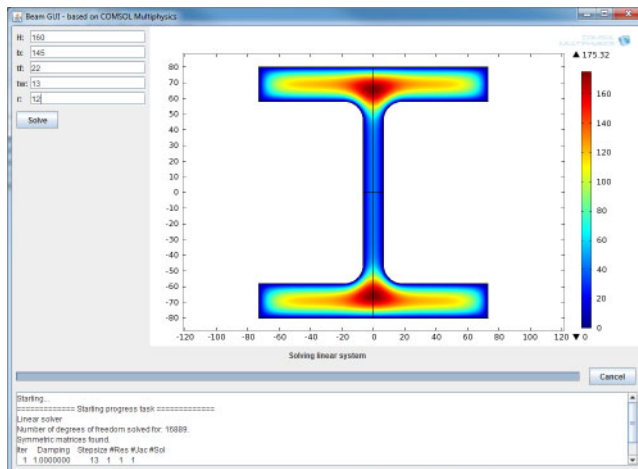 Beam GUI - based on COMSOL Multiphysics
H: 160
b: 145
tf: 22
tw: 13
r: 12
Solve
COMSOL
MULTIPHYSICS
▲ 175.32
80
70
60
50
40
30
20
10
0
-10
-20
-30
-40
-50
-60
-70
-80
-120 -100 -80 -60 -40 -20 0 20 40 60 80 100 120
160
140
120
100
80
60
40
20
0
▼ 0
Solving linear system
Cancel
Starting...
============= Starting progress task =============
Linear solver
Number of degrees of freedom solved for: 16889.
Symmetric matrices found.
Iter Damping Stepsize #Res #Jac #Sol
1 1.0000000 13 1 1 1